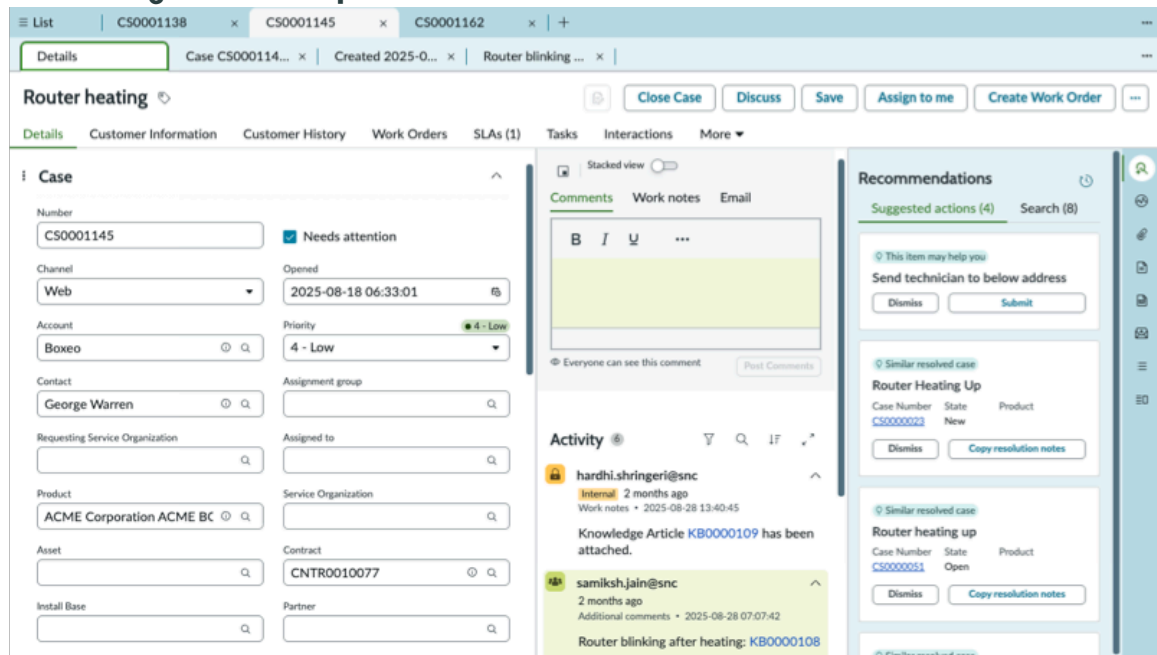 List CS0001138 × CS0001145 × CS0001162 × +
Details Case CS000114... × Created 2025-0... × Router blinking ... ×
Router heating
Close Case Discuss Save Assign to me Create Work Order
Details Customer Information Customer History Work Orders SLAs (1) Tasks Interactions More
Case
Number
CS0001145
Needs attention
Channel
Web
Opened
2025-08-18 06:33:01
Account
Boxeo
Priority
4 - Low
4 - Low
Contact
George Warren
Assignment group
Requesting Service Organization
Assigned to
Product
ACME Corporation ACME BC
Service Organization
Asset
Contract
CNTR0010077
Install Base
Partner
Stacked view
Comments Work notes Email
B I U ...
Everyone can see this comment
Post Comments
Activity 6
hardhi.shringeri@snc
Internal 2 months ago
Work notes • 2025-08-28 13:40:45
Knowledge Article KB0000109 has been
attached.
samiksh.jain@snc
2 months ago
Additional comments • 2025-08-28 07:07:42
Router blinking after heating: KB0000108
Recommendations
Suggested actions (4) Search (8)
This item may help you
Send technician to below address
Dismiss Submit
Similar resolved case
Router Heating Up
Case Number State Product
CS0000023 New
Dismiss Copy resolution notes
Similar resolved case
Router heating up
Case Number State Product
CS0000051 Open
Dismiss Copy resolution notes